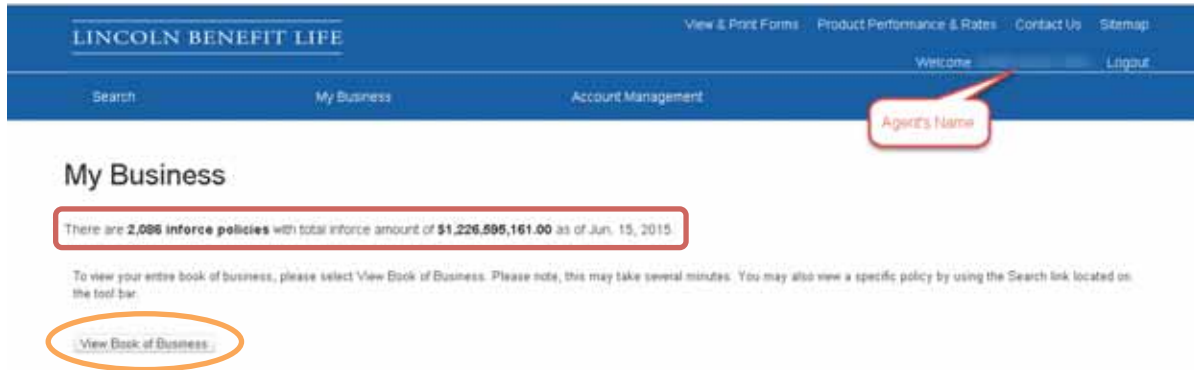 LINCOLN BENEFIT LIFE
View & Print Forms Product Performance & Rates Contact Us Sitemap
Welcome Logout
Search My Business Account Management
Agent's Name
My Business
There are 2,086 inforce policies with total inforce amount of $1,226,595,161.00 as of Jun. 15, 2015.
To view your entire book of business, please select View Book of Business. Please note, this may take several minutes. You may also view a specific policy by using the Search link located on
the tool bar.
View Book of Business